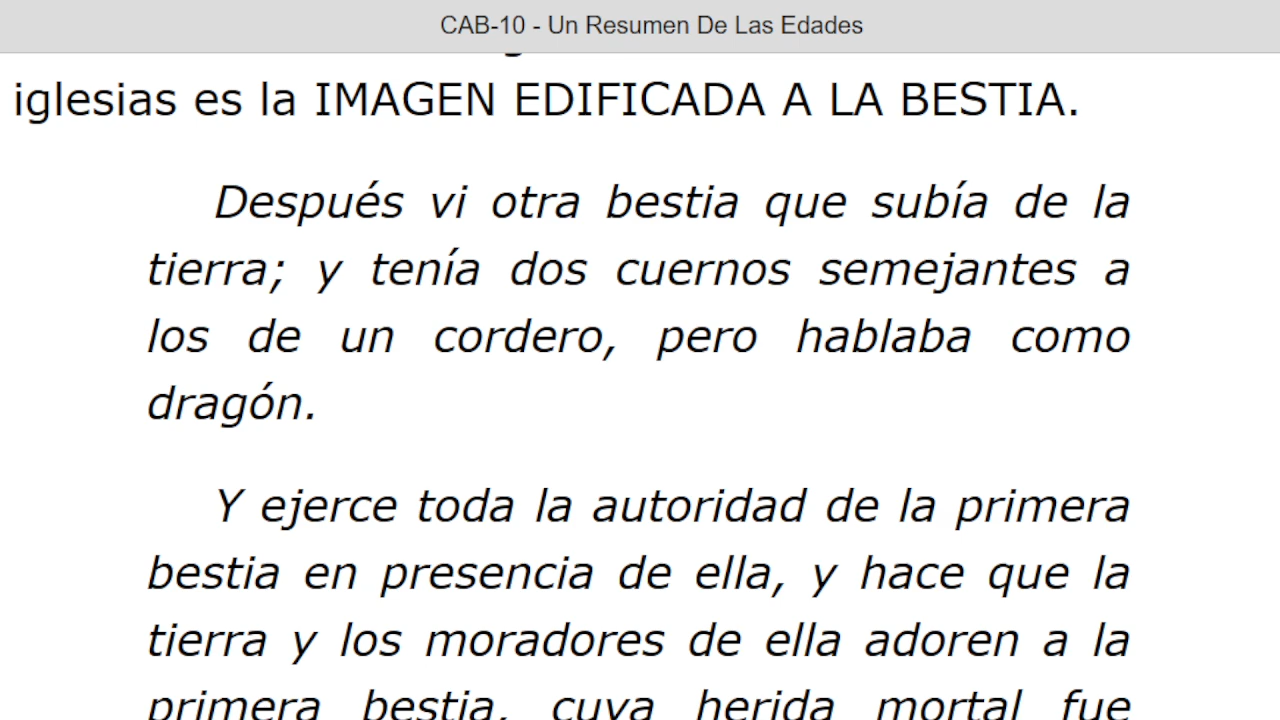 CAB-10 - Un Resumen De Las Edades
iglesias es la IMAGEN EDIFICADA A LA BESTIA.
Después vi otra bestia que subía de la
tierra; y tenía dos cuernos semejantes a
los de un cordero, pero hablaba como
dragón.
Y ejerce toda la autoridad de la primera
bestia en presencia de ella, y hace que la
tierra y los moradores de ella adoren a la
primera bestia, cuya herida mortal fue